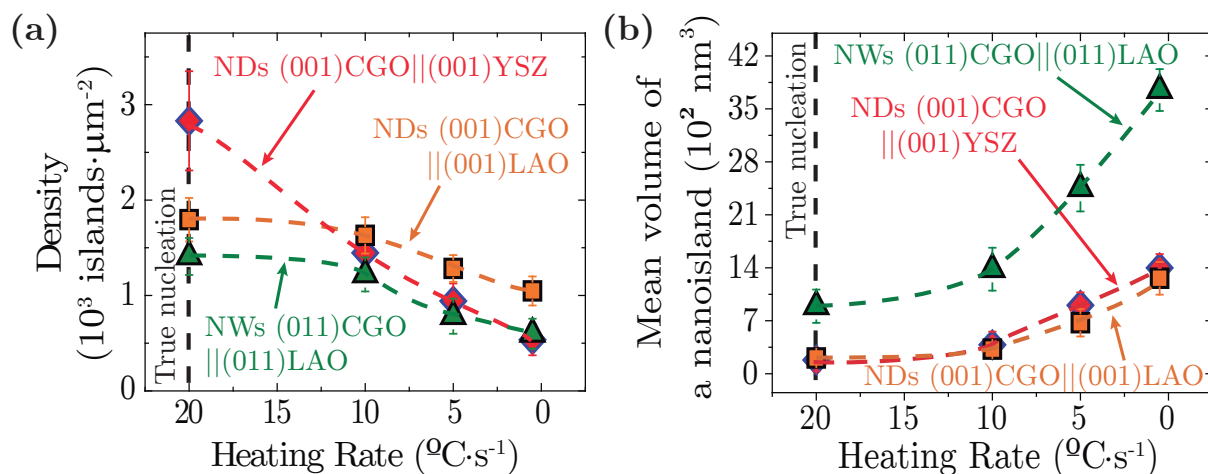 (a)
Density
(10³ islands·μm⁻²)
3
2
1
0
True nucleation
NDs (001)CGO||(001)YSZ
NDs (001)CGO
||(001)LAO
NWs (011)CGO
||(011)LAO
20
15
10
5
0
Heating Rate (ºC·s⁻¹)
(b)
Mean volume of
a nanoisland (10² nm³)
42
35
28
21
14
7
0
True nucleation
NWs (011)CGO||(011)LAO
NDs (001)CGO
||(001)YSZ
NDs (001)CGO||(001)LAO
20
15
10
5
0
Heating Rate (ºC·s⁻¹)